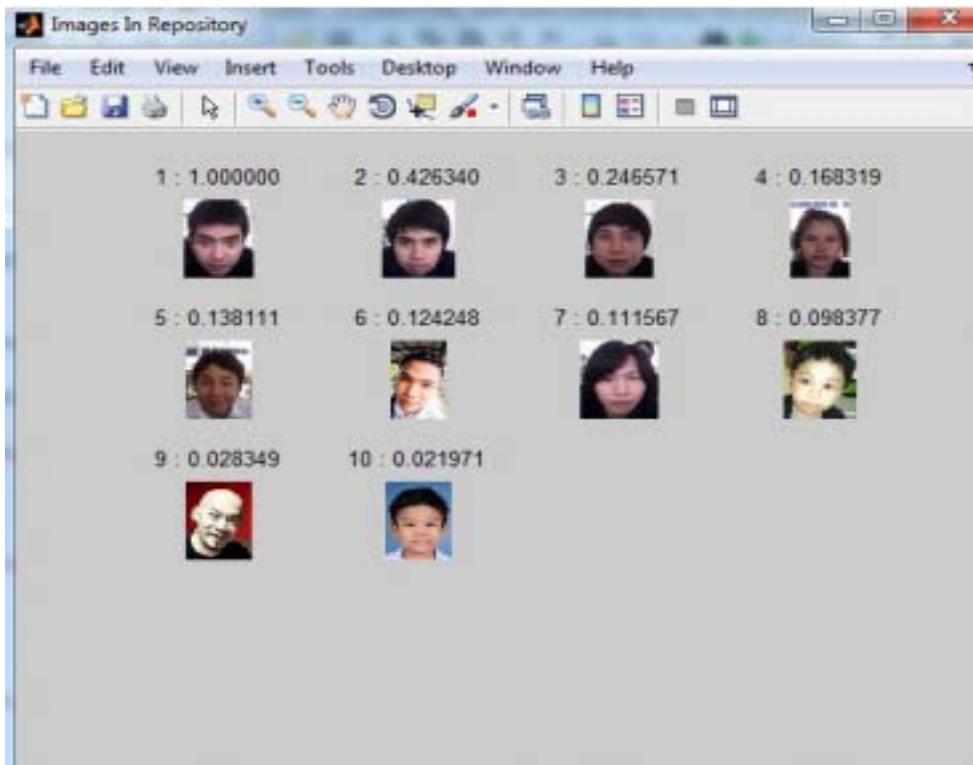 Images In Repository
File Edit View Insert Tools Desktop Window Help
1 : 1.000000 2 : 0.426340 3 : 0.246571 4 : 0.168319
5 : 0.138111 6 : 0.124248 7 : 0.111567 8 : 0.098377
9 : 0.028349 10 : 0.021971